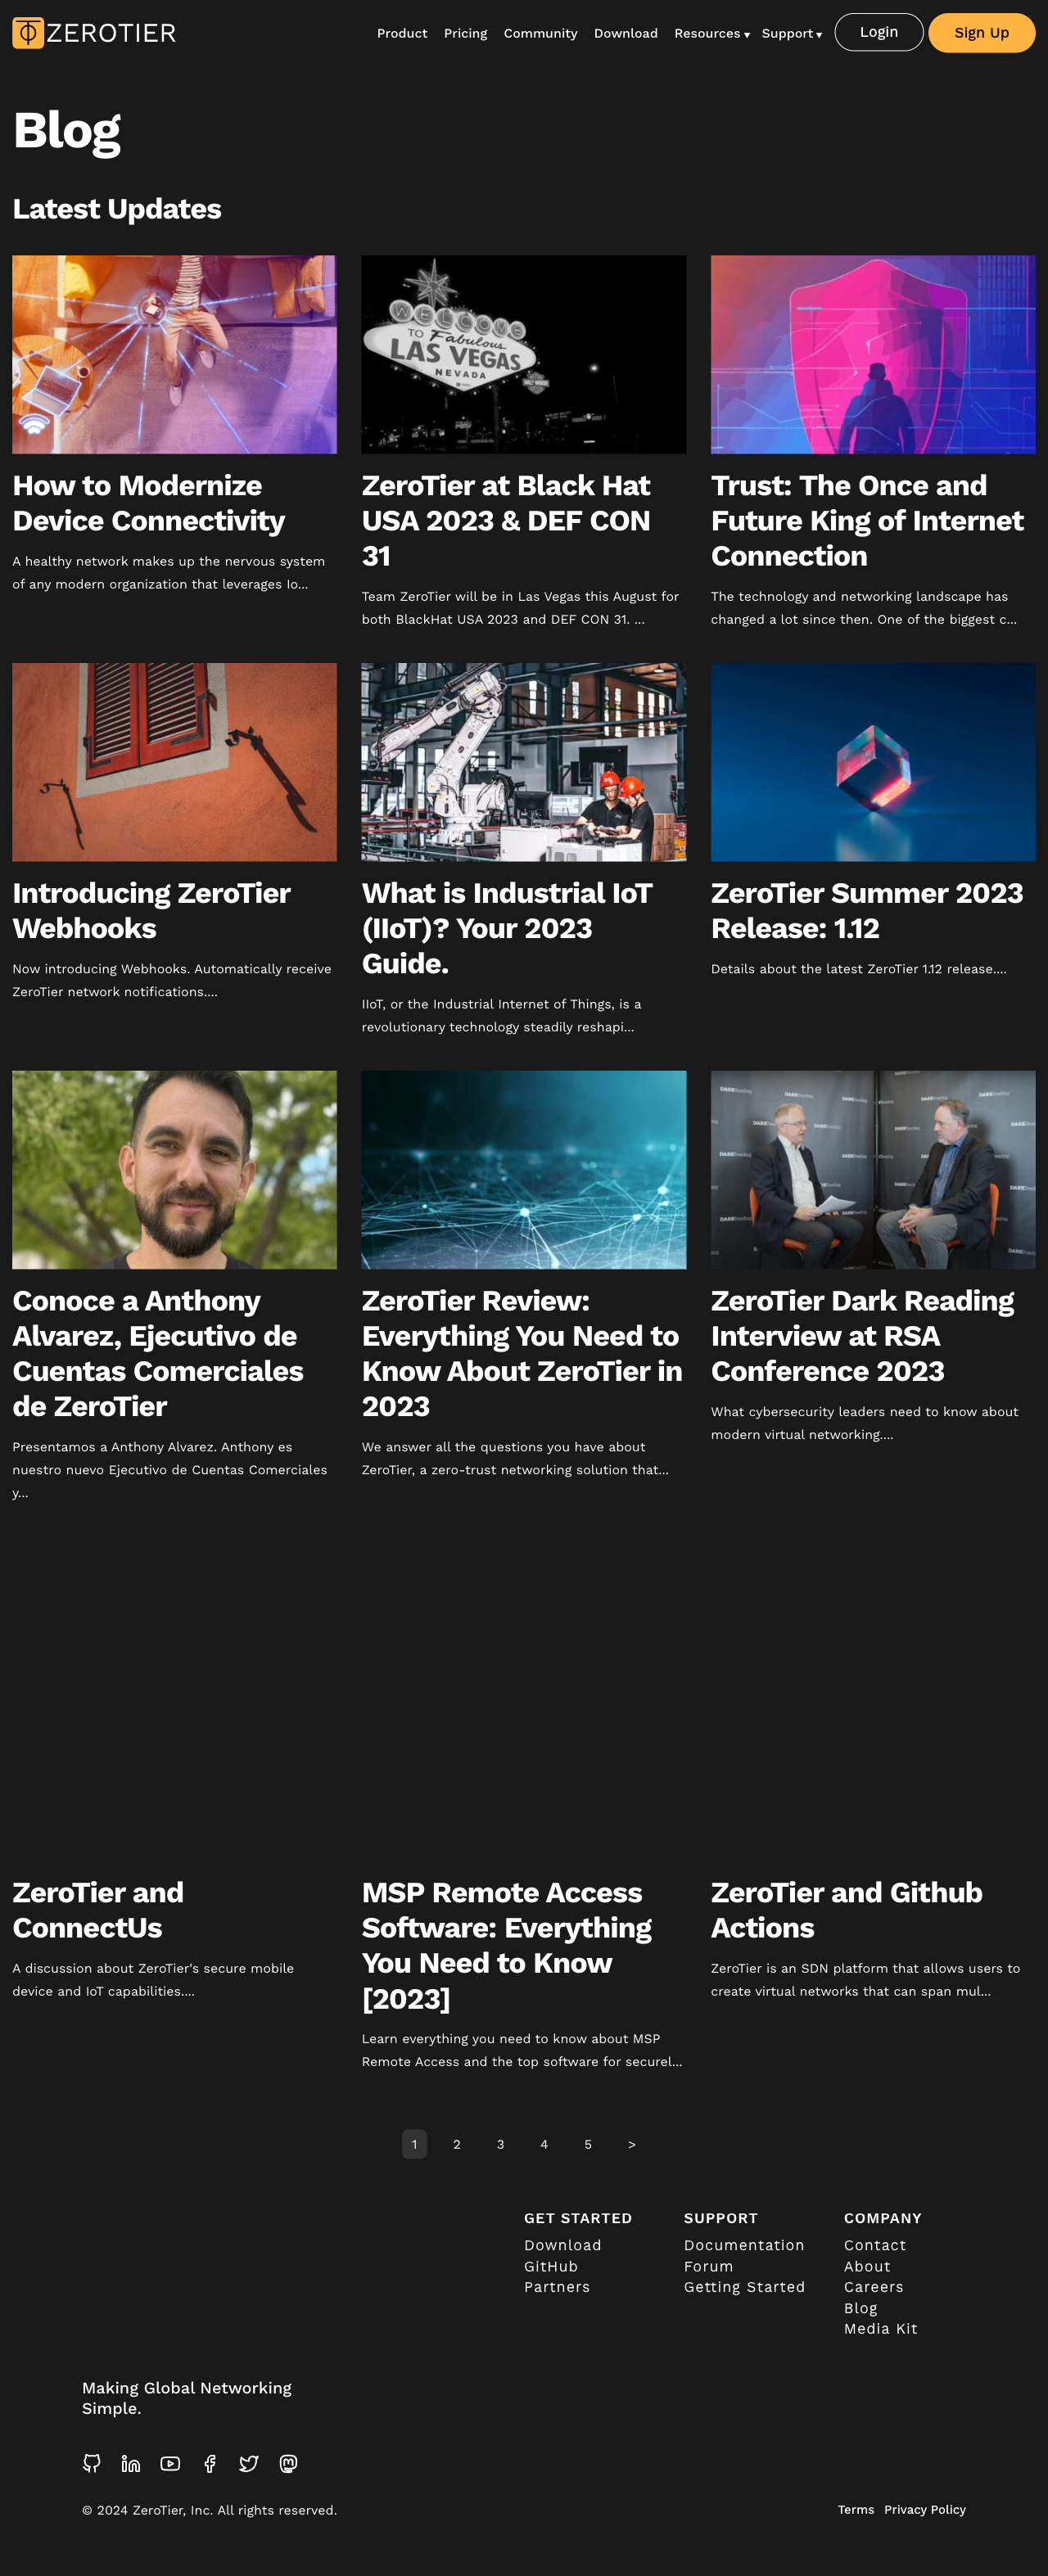 ZEROTIER
Product Pricing Community Download Resources Support Login Sign Up
Blog
Latest Updates
WELCOME
TO Fabulous
LAS VEGAS
NEVADA
How to Modernize
Device Connectivity
A healthy network makes up the nervous system
of any modern organization that leverages Io...
ZeroTier at Black Hat
USA 2023 & DEF CON
31
Team ZeroTier will be in Las Vegas this August for
both BlackHat USA 2023 and DEF CON 31. ...
Trust: The Once and
Future King of Internet
Connection
The technology and networking landscape has
changed a lot since then. One of the biggest c...
Introducing ZeroTier
Webhooks
Now introducing Webhooks. Automatically receive
ZeroTier network notifications....
What is Industrial IoT
(IIoT)? Your 2023
Guide.
IIoT, or the Industrial Internet of Things, is a
revolutionary technology steadily reshapi...
ZeroTier Summer 2023
Release: 1.12
Details about the latest ZeroTier 1.12 release....
Conoce a Anthony
Alvarez, Ejecutivo de
Cuentas Comerciales
de ZeroTier
Presentamos a Anthony Alvarez. Anthony es
nuestro nuevo Ejecutivo de Cuentas Comerciales
y...
ZeroTier Review:
Everything You Need to
Know About ZeroTier in
2023
We answer all the questions you have about
ZeroTier, a zero-trust networking solution that...
ZeroTier Dark Reading
Interview at RSA
Conference 2023
What cybersecurity leaders need to know about
modern virtual networking....
ZeroTier and
ConnectUs
A discussion about ZeroTier's secure mobile
device and IoT capabilities....
MSP Remote Access
Software: Everything
You Need to Know
[2023]
Learn everything you need to know about MSP
Remote Access and the top software for securel...
ZeroTier and Github
Actions
ZeroTier is an SDN platform that allows users to
create virtual networks that can span mul...
1 2 3 4 5 >
GET STARTED
Download
GitHub
Partners
SUPPORT
Documentation
Forum
Getting Started
COMPANY
Contact
About
Careers
Blog
Media Kit
Making Global Networking
Simple.
© 2024 ZeroTier, Inc. All rights reserved.
Terms Privacy Policy